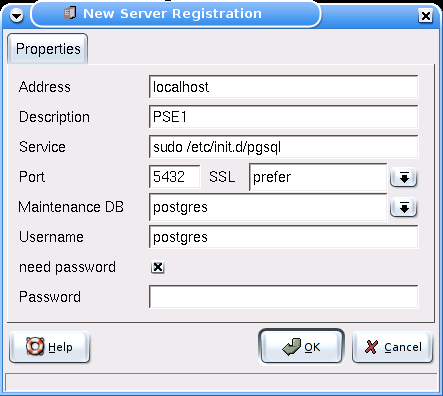 New Server Registration
Properties
Address localhost
Description PSE1
Service sudo /etc/init.d/pgsql
Port 5432 SSL prefer
Maintenance DB postgres
Username postgres
need password
Password
Help OK Cancel